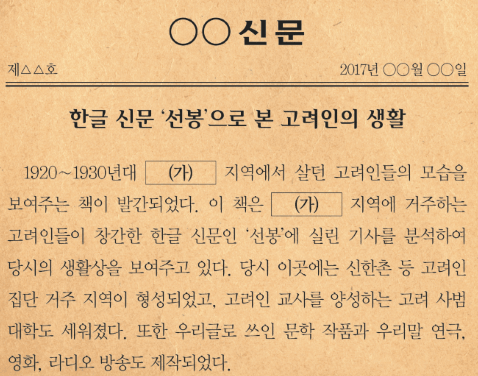 ○○신문
제△△호 2017년 ○○월 ○○일
한글 신문 ‘선봉’으로 본 고려인의 생활
1920～1930년대 (가) 지역에서 살던 고려인들의 모습을
보여주는 책이 발간되었다. 이 책은 (가) 지역에 거주하는
고려인들이 창간한 한글 신문인 ‘선봉’에 실린 기사를 분석하여
당시의 생활상을 보여주고 있다. 당시 이곳에는 신한촌 등 고려인
집단 거주 지역이 형성되었고, 고려인 교사를 양성하는 고려 사범
대학도 세워졌다. 또한 우리글로 쓰인 문학 작품과 우리말 연극,
영화, 라디오 방송도 제작되었다.